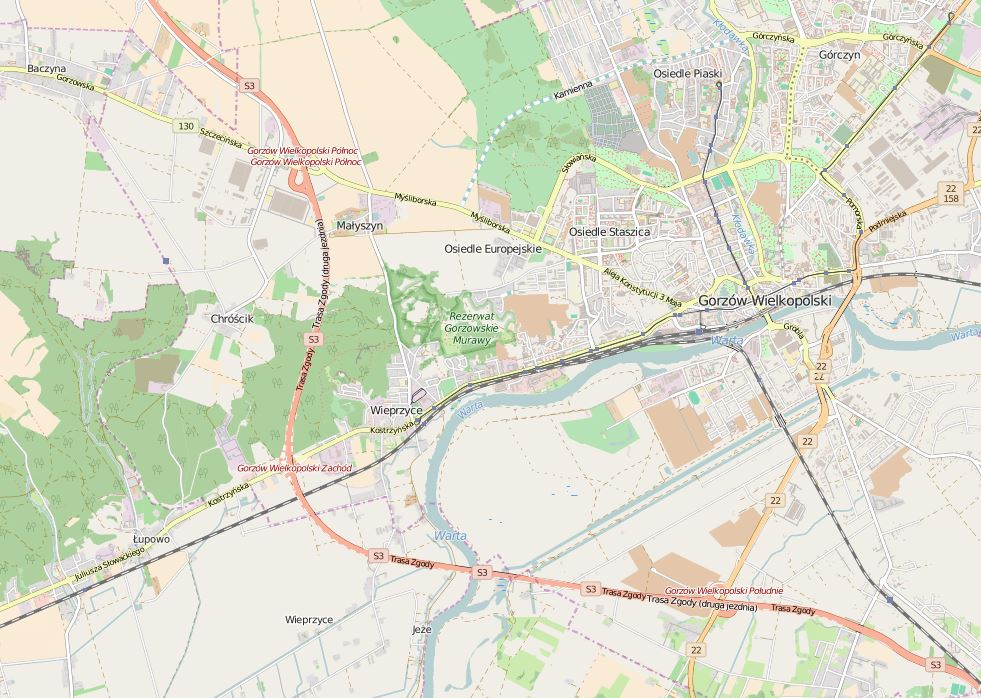 Kłodawka
Górczyńska
Górczyńska
Górczyn
Baczyna
Gorzowska
S3
Osiedle Piaski
Kamienna
130
Szczecińska
22
Gorzów Wielkopolski Północ
Gorzów Wielkopolski Północ
Słowiańska
22
158
Myśliborska
Myśliborska
Małyszyn
Pomorska
Podmiejska
Kłodawka
Osiedle Staszica
Osiedle Europejskie
Trasa Zgody (druga jezdnia)
Aleja Konstytucji 3 Maja
Gorzów Wielkopolski
Chróścik
Rezerwat
Gorzowskie
Murawy
Grobla
Warta
Warta
S3
22
22
Trasa Zgody
Wieprzyce
Warta
Kostrzyńska
22
Gorzów Wielkopolski Zachód
Kostrzyńska
22
Łupowo
Warta
Juliusza Słowackiego
S3
Trasa Zgody
S3
S3
Trasa Zgody
Gorzów Wielkopolski Południe
Trasa Zgody (druga jezdnia)
Trasa Zgody
Wieprzyce
Jeże
22
S3